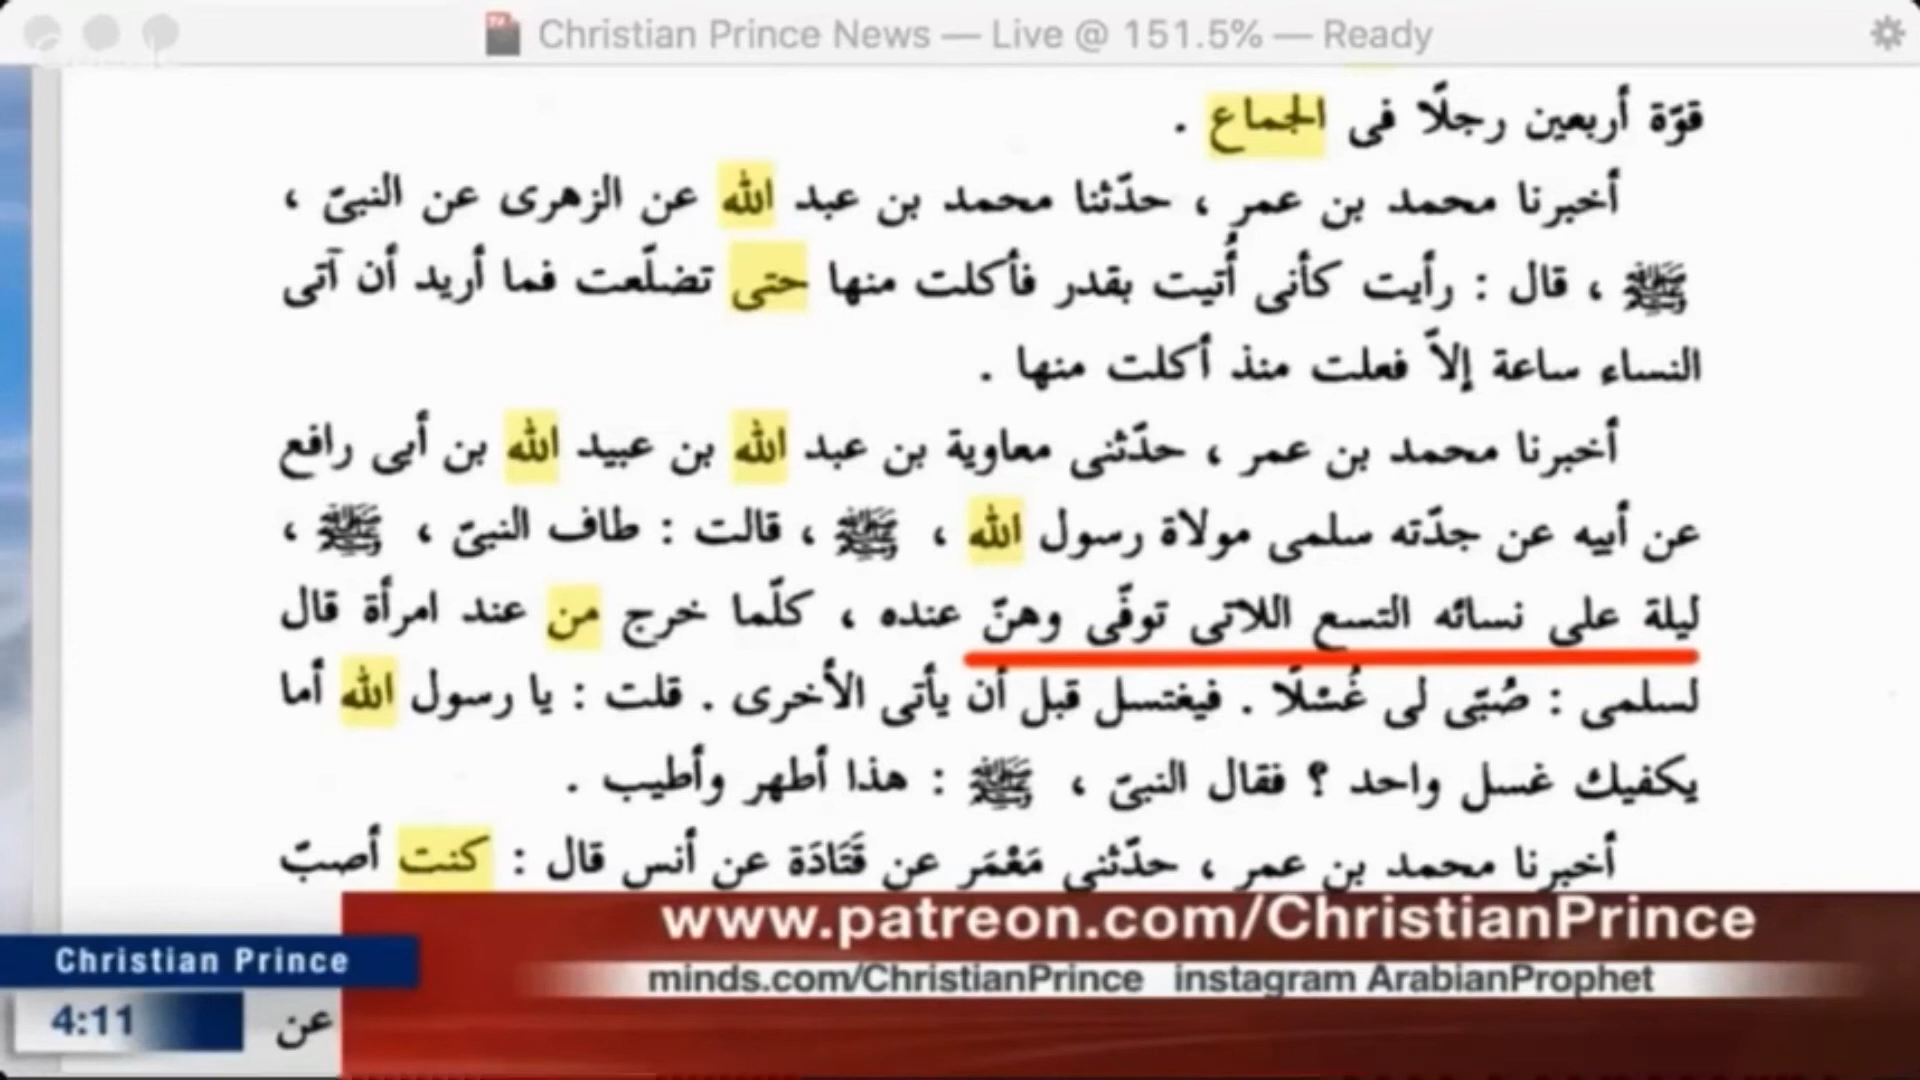 Christian Prince News — Live @ 151.5% — Ready
قوّة أربعين رجلًا فى الجماع .
أخبرنا محمد بن عمر ، حدّثنا محمد بن عبد الله عن الزهرى عن النبىّ ،
ﷺ ، قال : رأيت كأنى أُتيت بقدر فأكلت منها حتى تضلّعت فما أريد أن آتى
النساء ساعة إلاّ فعلت منذ أكلت منها .
أخبرنا محمد بن عمر ، حدّثنى معاوية بن عبد الله بن عبيد الله بن أبى رافع
عن أبيه عن جدّته سلمى مولاة رسول الله ، ﷺ ، قالت : طاف النبىّ ، ﷺ ،
ليلة على نسائه التسع اللاتى توفّى وهنّ عنده ، كلّما خرج من عند امرأة قال
لسلمى : صُبّى لى غُسْلًا . فيغتسل قبل أن يأتى الأخرى . قلت : يا رسول الله أما
يكفيك غسل واحد ؟ فقال النبىّ ، ﷺ : هذا أطهر وأطيب .
أخبرنا محمد بن عمر ، حدّثنى مَعْمَر عن قَتَادَة عن أنس قال : كنت أصبّ
www.patreon.com/ChristianPrince
Christian Prince
minds.com/ChristianPrince instagram ArabianProphet
4:11
عن